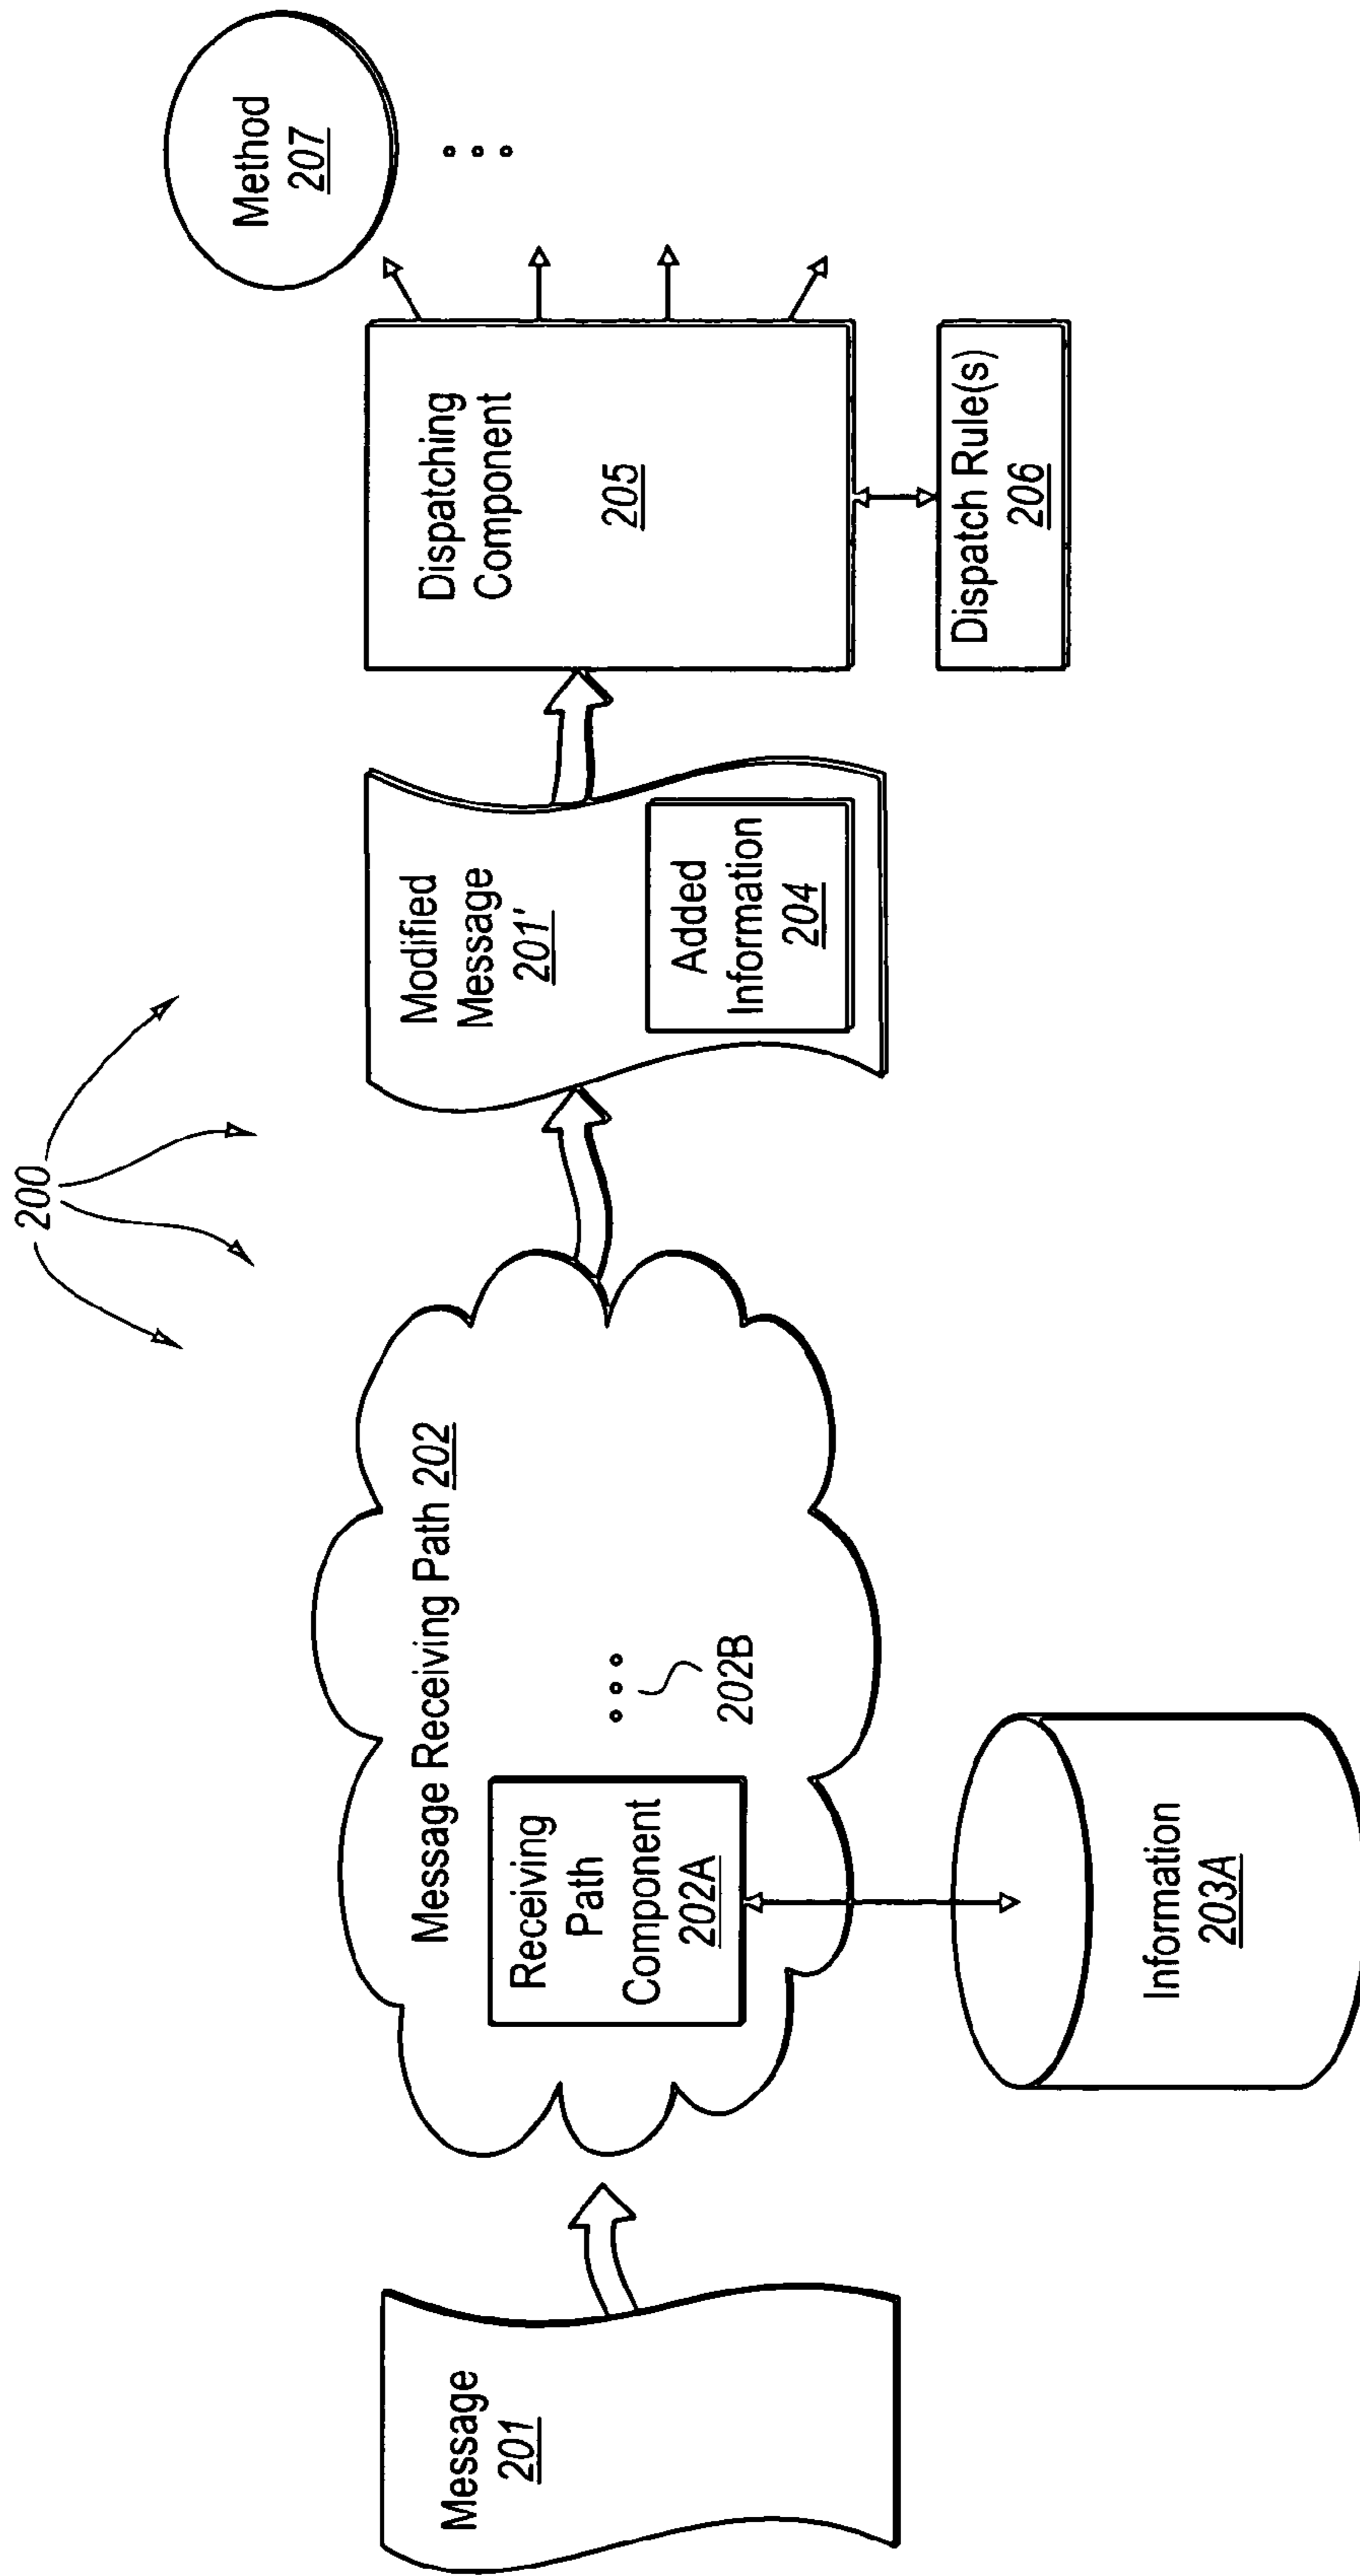 200
Message
201
Message Receiving Path 202
Receiving
Path
Component
202A
202B
Information
203A
Modified
Message
201'
Added
Information
204
Dispatching
Component
205
Dispatch Rule(s)
206
Method
207